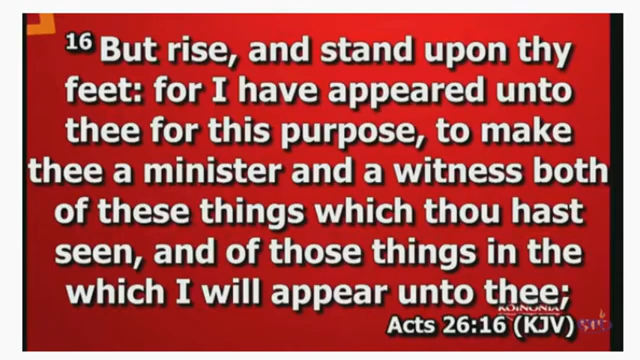 16 But rise, and stand upon thy
feet: for I have appeared unto
thee for this purpose, to make
thee a minister and a witness both
of these things which thou hast
seen, and of those things in the
which I will appear unto thee;
KOINONIA
Acts 26:16 (KJV)